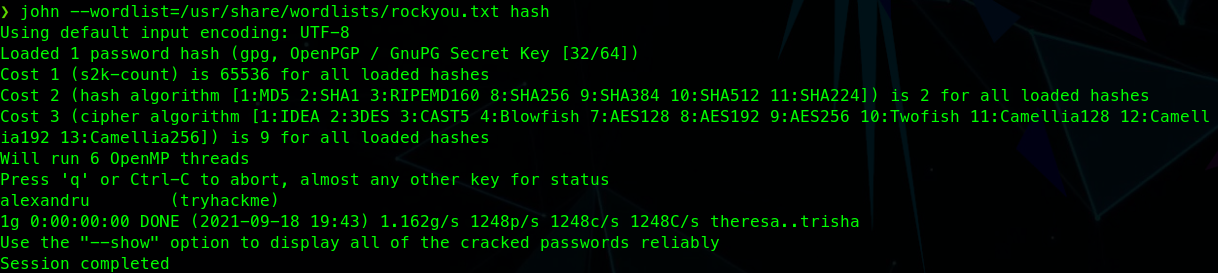 ❯ john --wordlist=/usr/share/wordlists/rockyou.txt hash
Using default input encoding: UTF-8
Loaded 1 password hash (gpg, OpenPGP / GnuPG Secret Key [32/64])
Cost 1 (s2k-count) is 65536 for all loaded hashes
Cost 2 (hash algorithm [1:MD5 2:SHA1 3:RIPEMD160 8:SHA256 9:SHA384 10:SHA512 11:SHA224]) is 2 for all loaded hashes
Cost 3 (cipher algorithm [1:IDEA 2:3DES 3:CAST5 4:Blowfish 7:AES128 8:AES192 9:AES256 10:Twofish 11:Camellia128 12:Camell
ia192 13:Camellia256]) is 9 for all loaded hashes
Will run 6 OpenMP threads
Press 'q' or Ctrl-C to abort, almost any other key for status
alexandru        (tryhackme)
1g 0:00:00:00 DONE (2021-09-18 19:43) 1.162g/s 1248p/s 1248c/s 1248C/s theresa..trisha
Use the "--show" option to display all of the cracked passwords reliably
Session completed